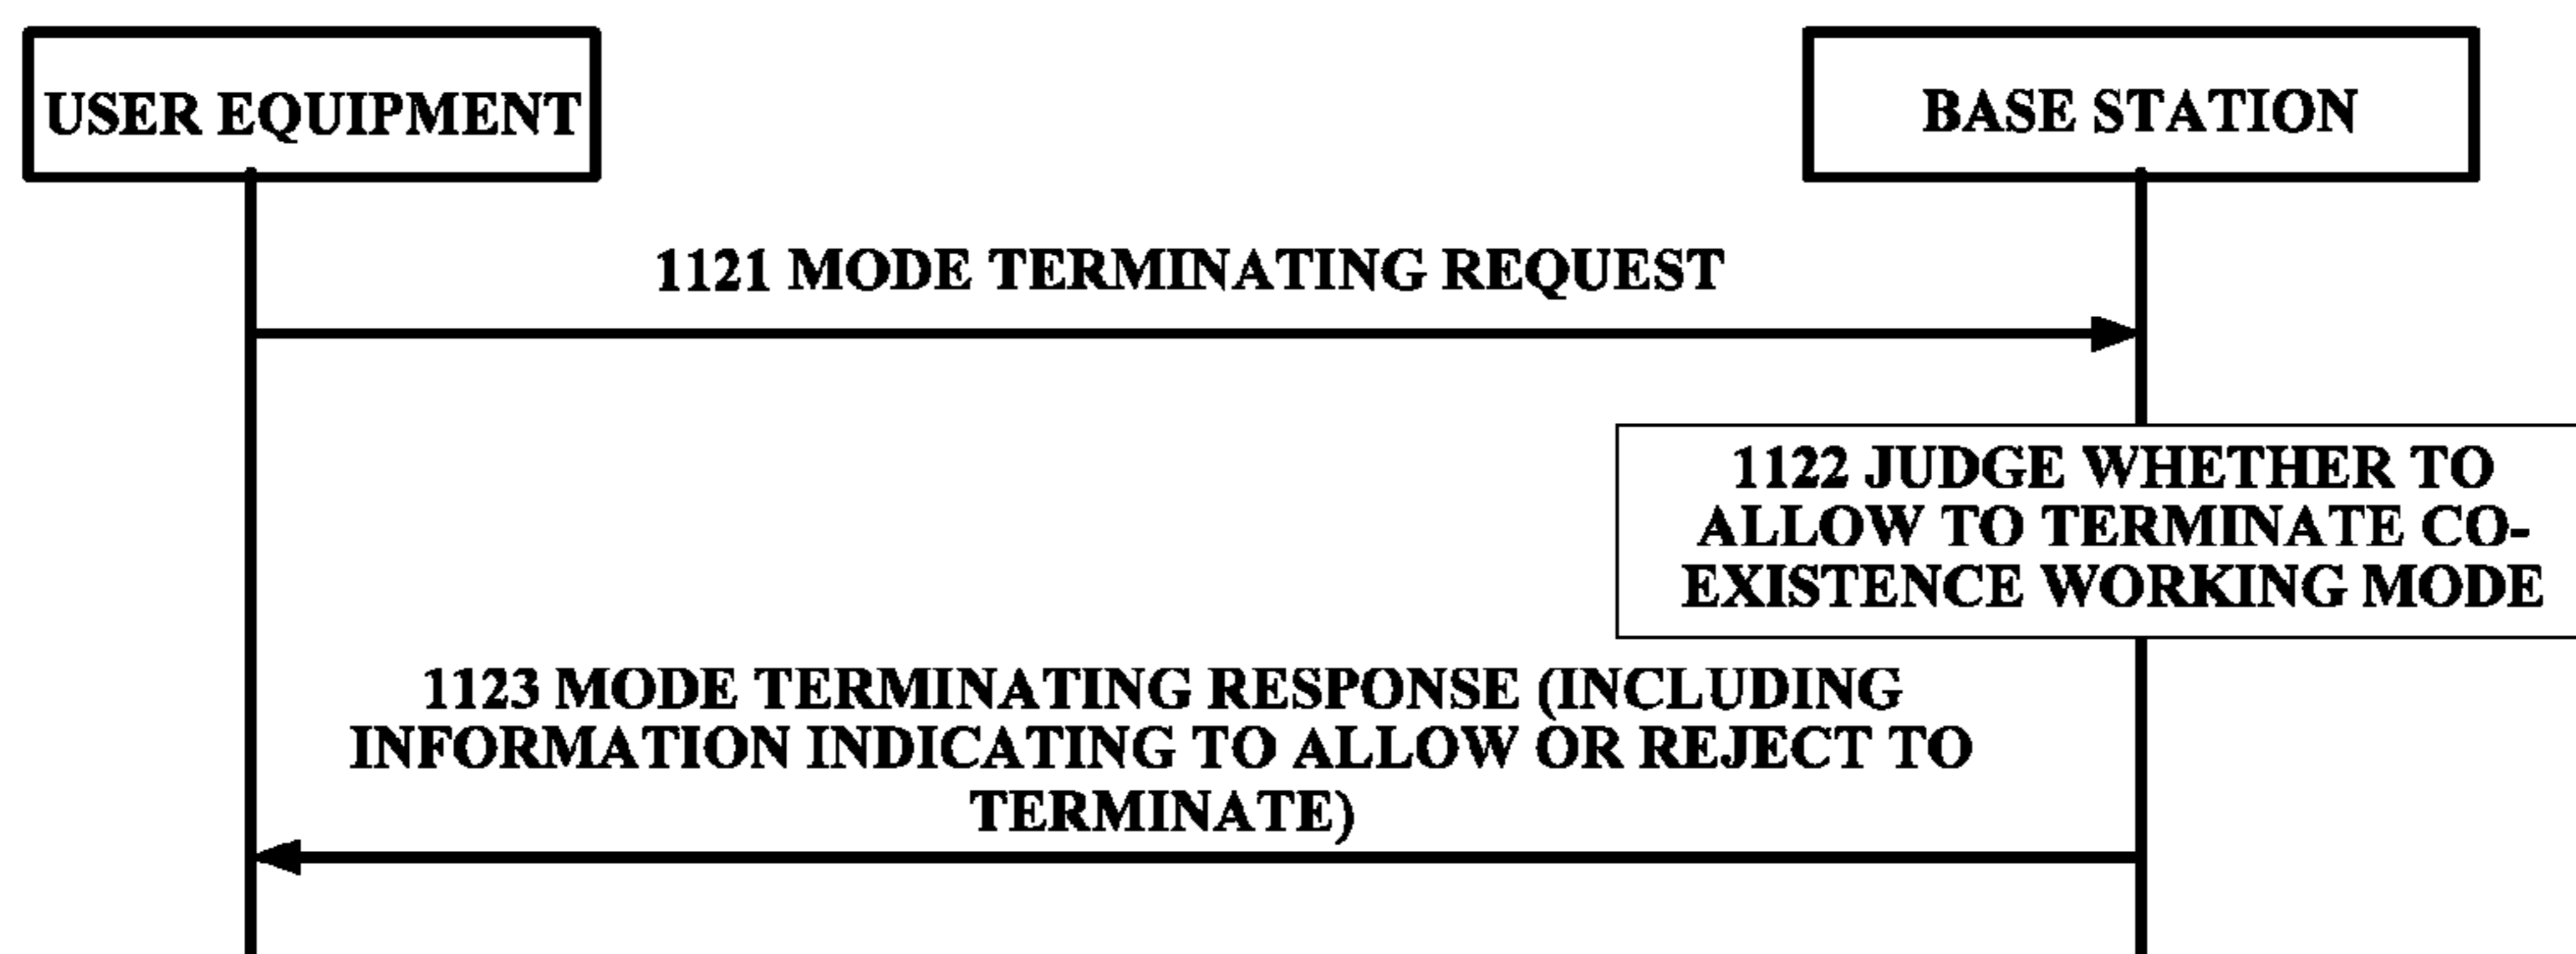 USER EQUIPMENT
BASE STATION
1121 MODE TERMINATING REQUEST
1122 JUDGE WHETHER TO
ALLOW TO TERMINATE CO-
EXISTENCE WORKING MODE
1123 MODE TERMINATING RESPONSE (INCLUDING
INFORMATION INDICATING TO ALLOW OR REJECT TO
TERMINATE)